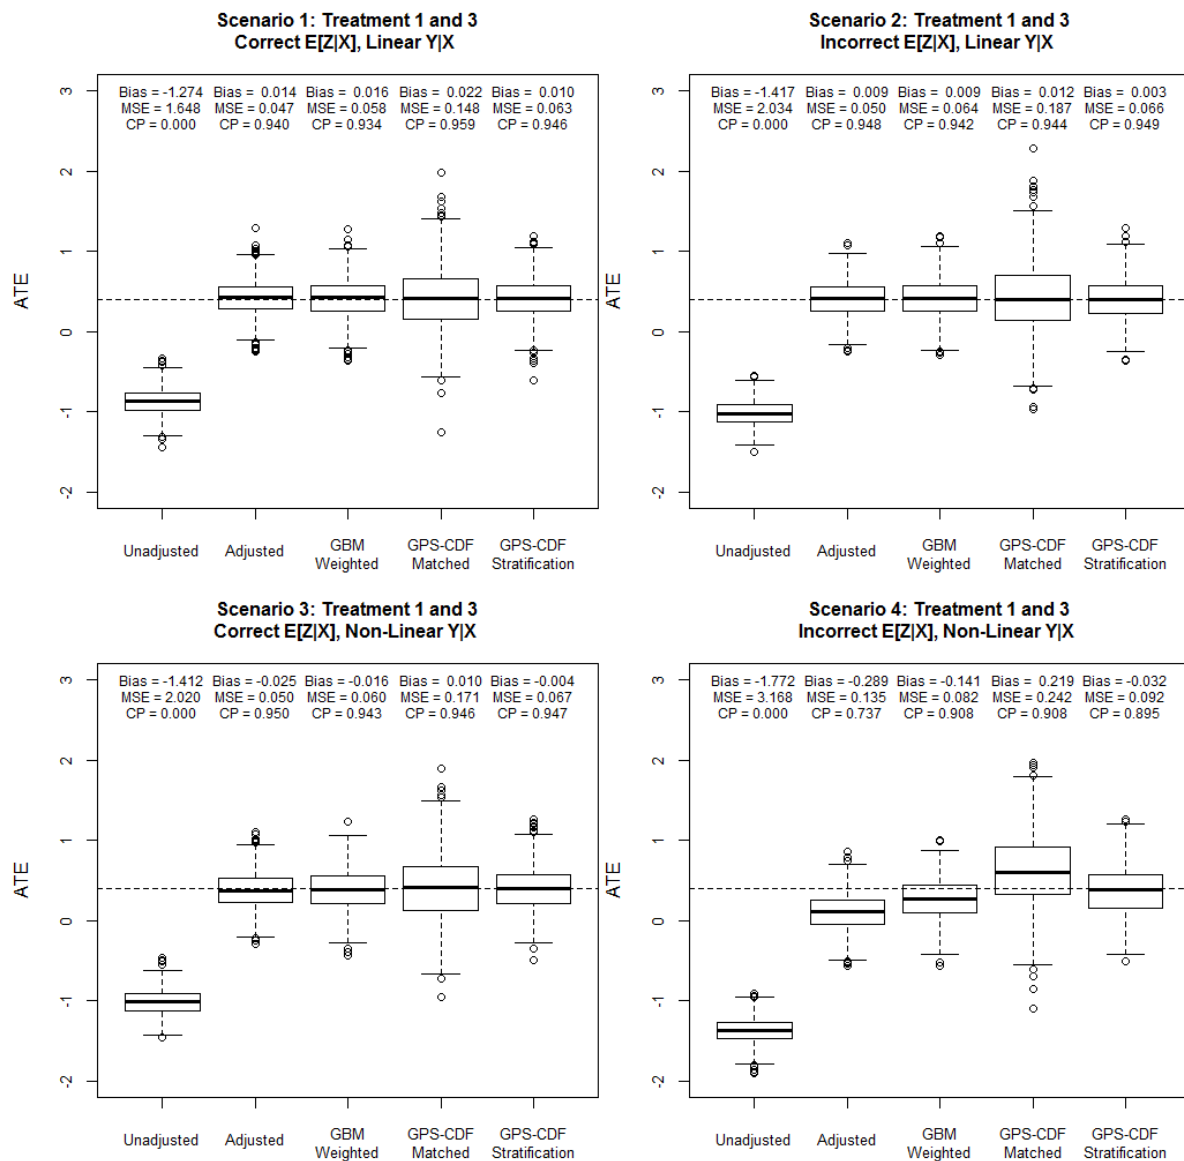 Scenario 1: Treatment 1 and 3
Correct E[Z|X], Linear Y|X
Bias = -1.274 Bias = 0.014 Bias = 0.016 Bias = 0.022 Bias = 0.010
MSE = 1.648 MSE = 0.047 MSE = 0.058 MSE = 0.148 MSE = 0.063
CP = 0.000 CP = 0.940 CP = 0.934 CP = 0.959 CP = 0.946
3
2
1
0
-1
-2
ATE
Unadjusted Adjusted GBM Weighted GPS-CDF Matched GPS-CDF Stratification
Scenario 2: Treatment 1 and 3
Incorrect E[Z|X], Linear Y|X
Bias = -1.417 Bias = 0.009 Bias = 0.009 Bias = 0.012 Bias = 0.003
MSE = 2.034 MSE = 0.050 MSE = 0.064 MSE = 0.187 MSE = 0.066
CP = 0.000 CP = 0.948 CP = 0.942 CP = 0.944 CP = 0.949
3
2
1
0
-1
-2
ATE
Unadjusted Adjusted GBM Weighted GPS-CDF Matched GPS-CDF Stratification
Scenario 3: Treatment 1 and 3
Correct E[Z|X], Non-Linear Y|X
Bias = -1.412 Bias = -0.025 Bias = -0.016 Bias = 0.010 Bias = -0.004
MSE = 2.020 MSE = 0.050 MSE = 0.060 MSE = 0.171 MSE = 0.067
CP = 0.000 CP = 0.950 CP = 0.943 CP = 0.946 CP = 0.947
3
2
1
0
-1
-2
ATE
Unadjusted Adjusted GBM Weighted GPS-CDF Matched GPS-CDF Stratification
Scenario 4: Treatment 1 and 3
Incorrect E[Z|X], Non-Linear Y|X
Bias = -1.772 Bias = -0.289 Bias = -0.141 Bias = 0.219 Bias = -0.032
MSE = 3.168 MSE = 0.135 MSE = 0.082 MSE = 0.242 MSE = 0.092
CP = 0.000 CP = 0.737 CP = 0.908 CP = 0.908 CP = 0.895
3
2
1
0
-1
-2
ATE
Unadjusted Adjusted GBM Weighted GPS-CDF Matched GPS-CDF Stratification